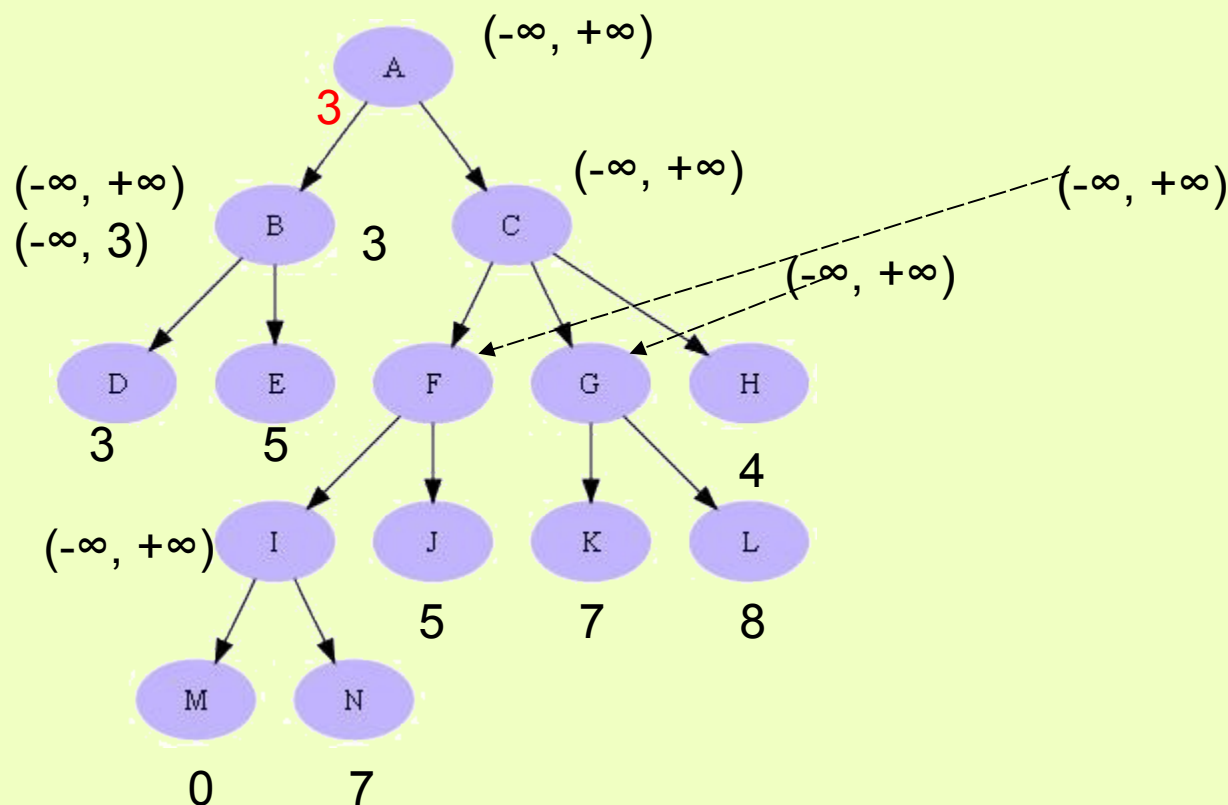 (-∞, +∞)
A
3
(-∞, +∞)
(-∞, +∞)
(-∞, +∞)
(-∞, 3)
B
3
C
(-∞, +∞)
D
E
F
G
H
3
5
4
(-∞, +∞)
I
J
K
L
5
7
8
M
N
0
7